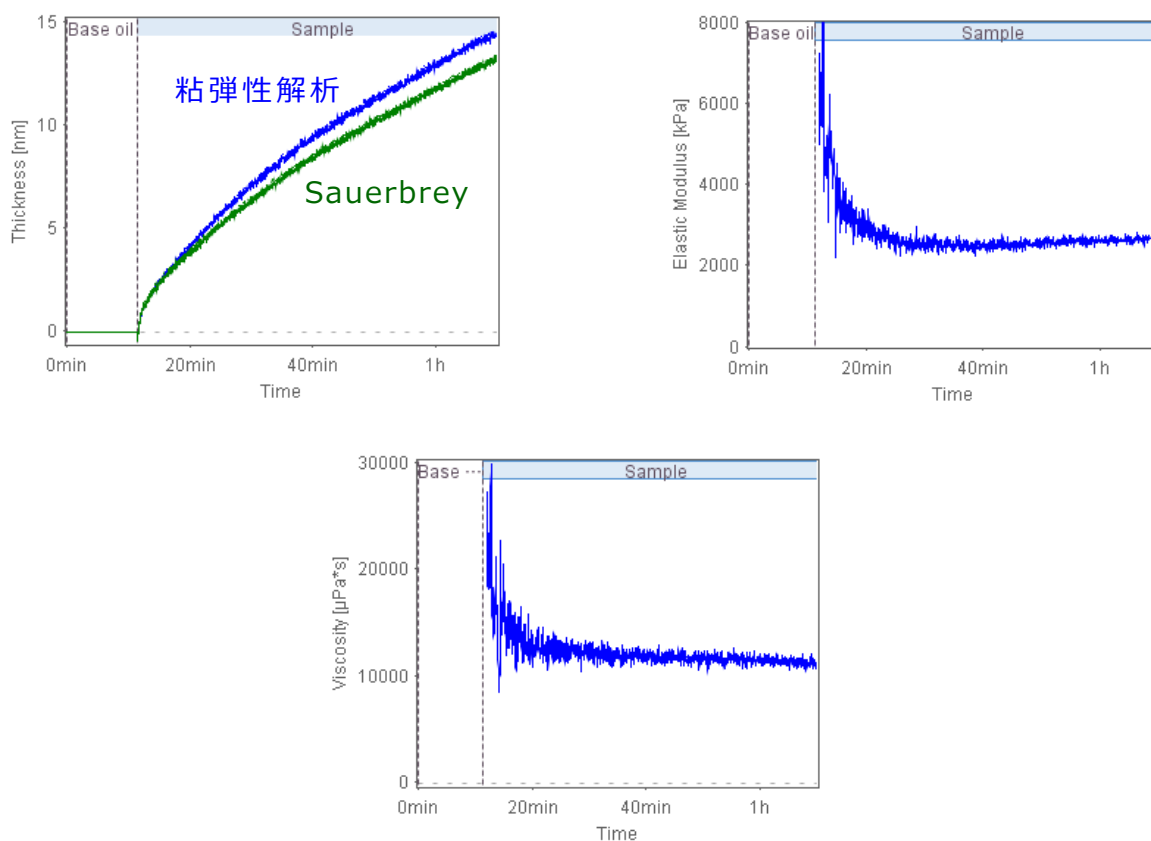 15
Base oil
Sample
粘弾性解析
10
Thickness [nm]
Sauerbrey
5
0
0min
20min
40min
1h
Time
8000
Base oil
Sample
6000
Elastic Modulus [kPa]
4000
2000
0
0min
20min
40min
1h
Time
30000
Base ---
Sample
20000
Viscosity [µPa*s]
10000
0
0min
20min
40min
1h
Time